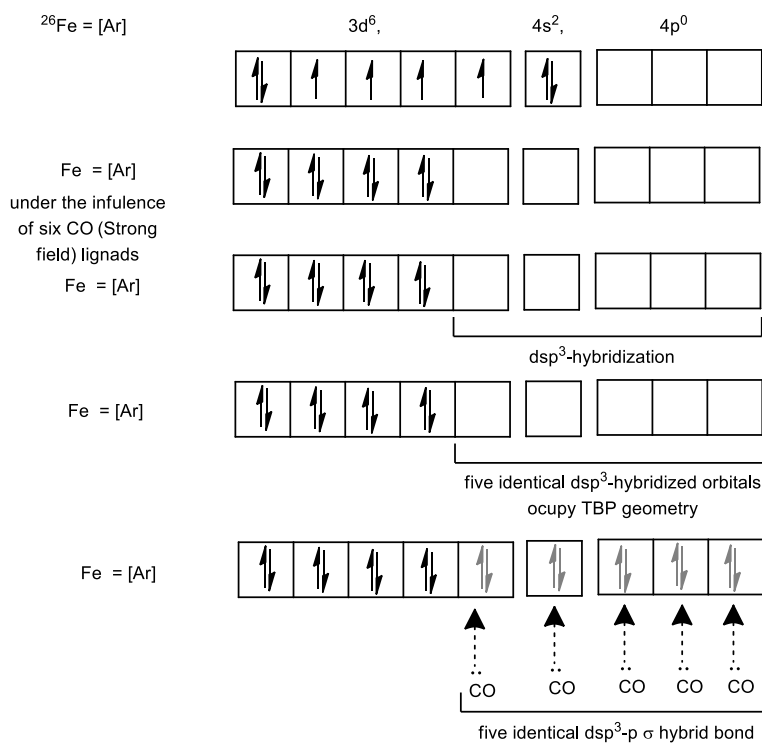 ²⁶Fe = [Ar] 3d⁶, 4s², 4p⁰
Fe = [Ar]
under the infulence
of six CO (Strong
field) lignads
Fe = [Ar]
dsp³-hybridization
Fe = [Ar]
five identical dsp³-hybridized orbitals
ocupy TBP geometry
Fe = [Ar]
CO CO CO CO CO
five identical dsp³-p σ hybrid bond